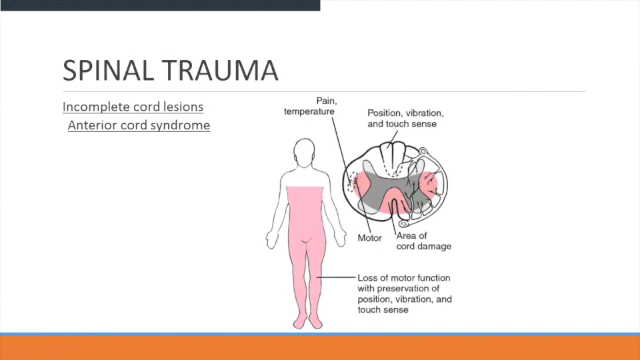 SPINAL TRAUMA
Incomplete cord lesions
Anterior cord syndrome
Pain,
temperature
Position, vibration,
and touch sense
Motor
Area of
cord damage
Loss of motor function
with preservation of
position, vibration, and
touch sense